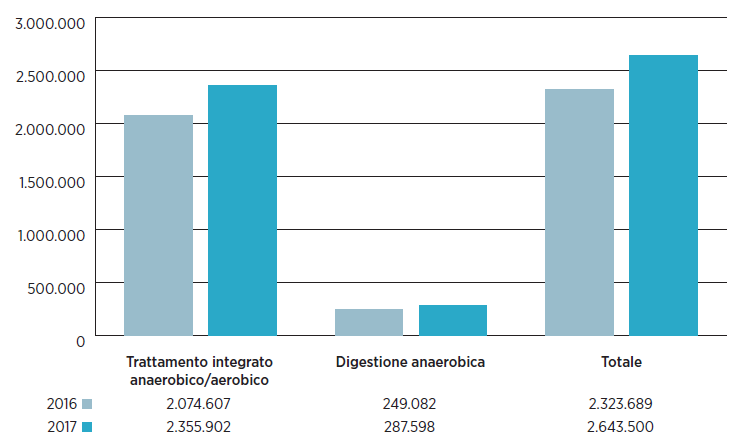 3.000.000
2.500.000
2.000.000
1.500.000
1.000.000
500.000
0
Trattamento integrato
anaerobico/aerobico
Digestione anaerobica
Totale
2016 2.074.607 249.082 2.323.689
2017 2.355.902 287.598 2.643.500